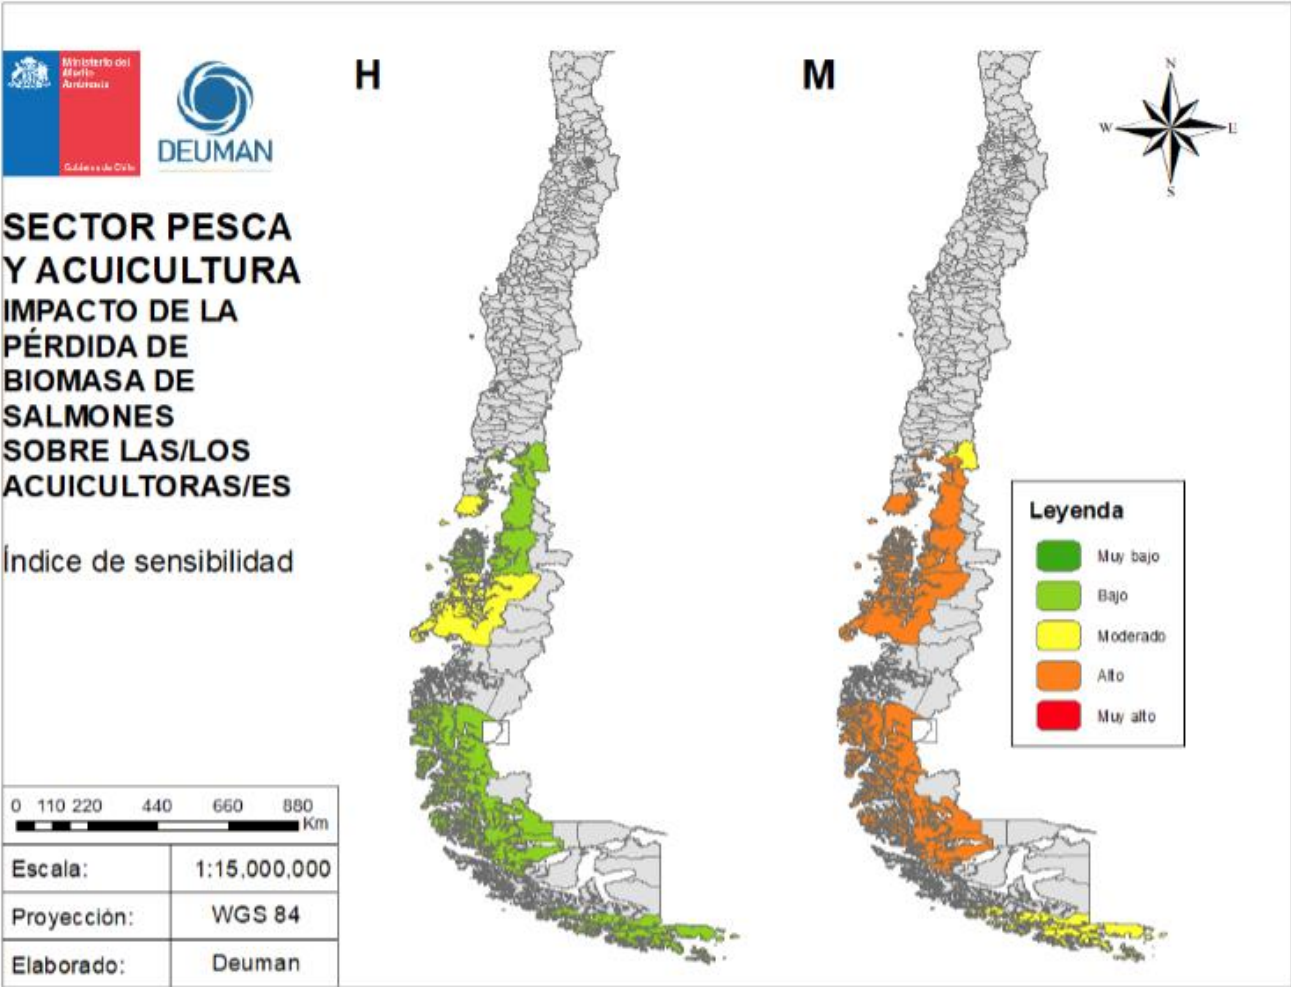 Ministerio del
Medio
Ambiente
Gobierno de Chile
DEUMAN
SECTOR PESCA
Y ACUICULTURA
IMPACTO DE LA
PÉRDIDA DE
BIOMASA DE
SALMONES
SOBRE LAS/LOS
ACUICULTORAS/ES
Índice de sensibilidad
H
M
N
W
E
S
Leyenda
Muy bajo
Bajo
Moderado
Alto
Muy alto
0 110 220 440 660 880
Km
Escala: 1:15,000,000
Proyección: WGS 84
Elaborado: Deuman